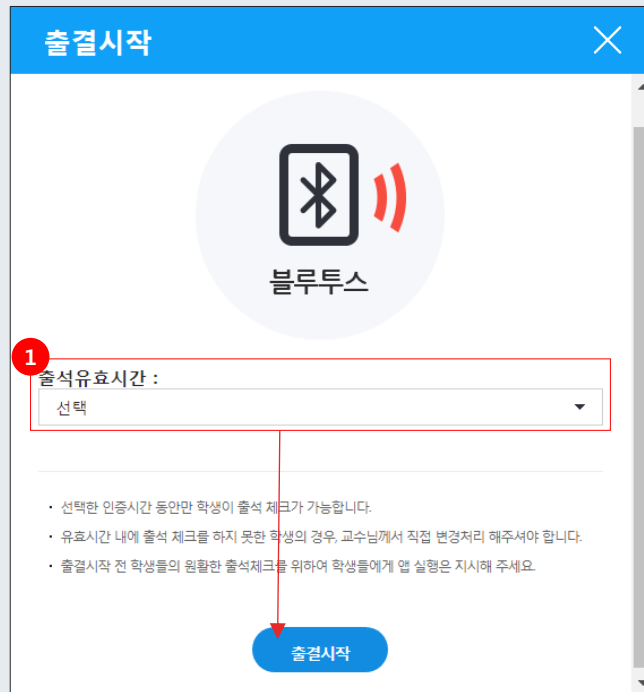 출결시작
블루투스
1
출석유효시간 :
선택
· 선택한 인증시간 동안만 학생이 출석 체크가 가능합니다.
· 유효시간 내에 출석 체크를 하지 못한 학생의 경우, 교수님께서 직접 변경처리 해주셔야 합니다.
· 출결시작 전 학생들의 원활한 출석체크를 위하여 학생들에게 앱 실행은 지시해 주세요.
출결시작